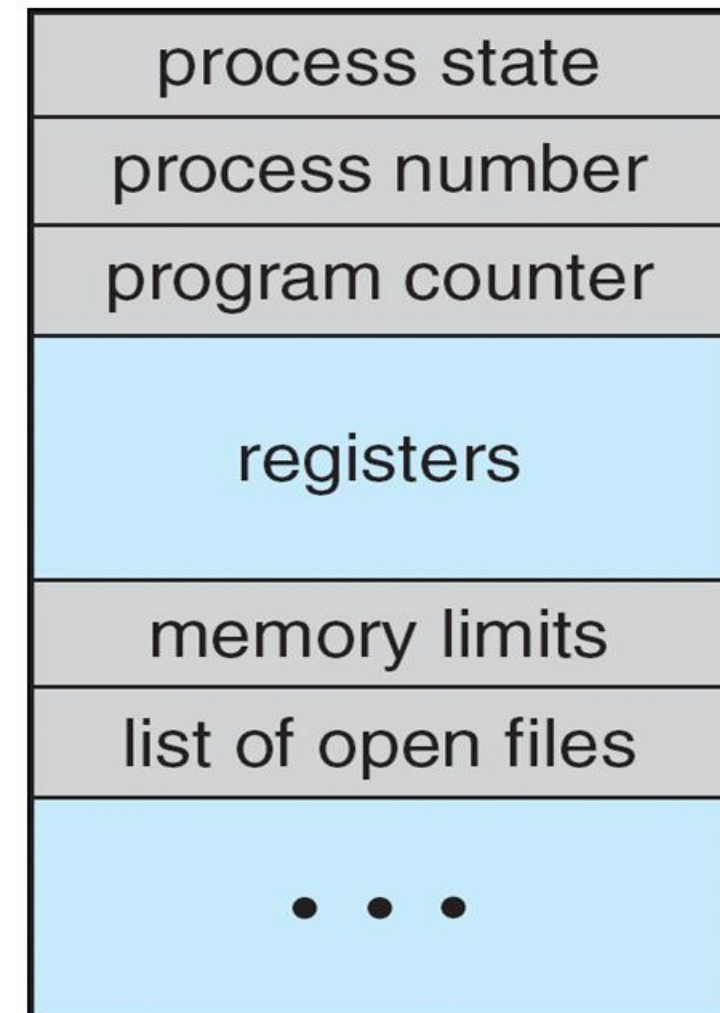 process state
process number
program counter
registers
memory limits
list of open files
• • •